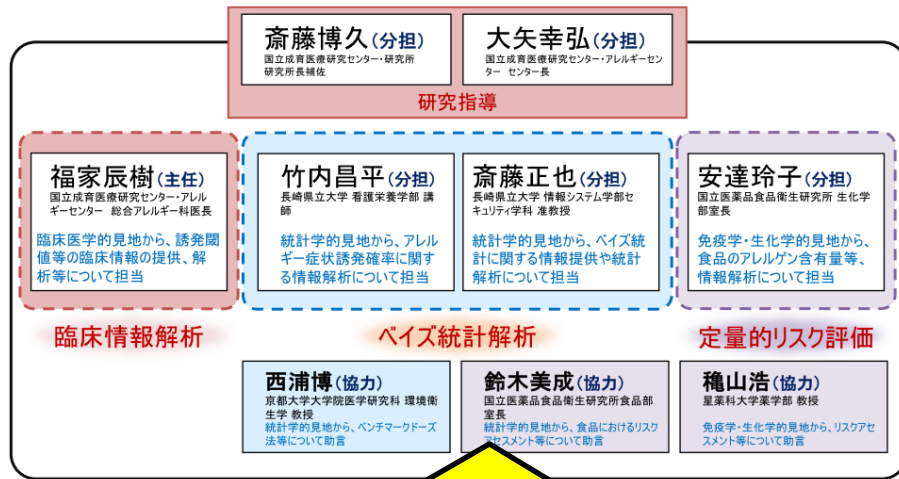 斎藤博久(分担)
国立成育医療研究センター・研究所
研究所長補佐
大矢幸弘(分担)
国立成育医療研究センター・アレルギーセン
ター センター長
研究指導
福家辰樹(主任)
国立成育医療研究センター・アレル
ギーセンター 総合アレルギー科医長
臨床医学的見地から、誘発閾
値等の臨床情報の提供、解
析等について担当
竹内昌平(分担)
長崎県立大学 看護栄養学部 講
師
統計学的見地から、アレル
ギー症状誘発確率に関す
る情報解析について担当
斎藤正也(分担)
長崎県立大学 情報システム学部セ
キュリティ学科 准教授
統計学的見地から、ベイズ統
計に関する情報提供や統計
解析について担当
安達玲子(分担)
国立医薬品食品衛生研究所 生化学
部室長
免疫学・生化学的見地から、
食品のアレルゲン含有量等、
情報解析について担当
臨床情報解析
ベイズ統計解析
定量的リスク評価
西浦博(協力)
京都大学大学院医学研究科 環境衛
生学 教授
統計学的見地から、ベンチマークドーズ
法等について助言
鈴木美成(協力)
国立医薬品食品衛生研究所食品部
室長
統計学的見地から、食品におけるリスク
アセスメント等について助言
穐山浩(協力)
星薬科大学薬学部 教授
免疫学・生化学的見地から、リスクアセ
スメント等について助言